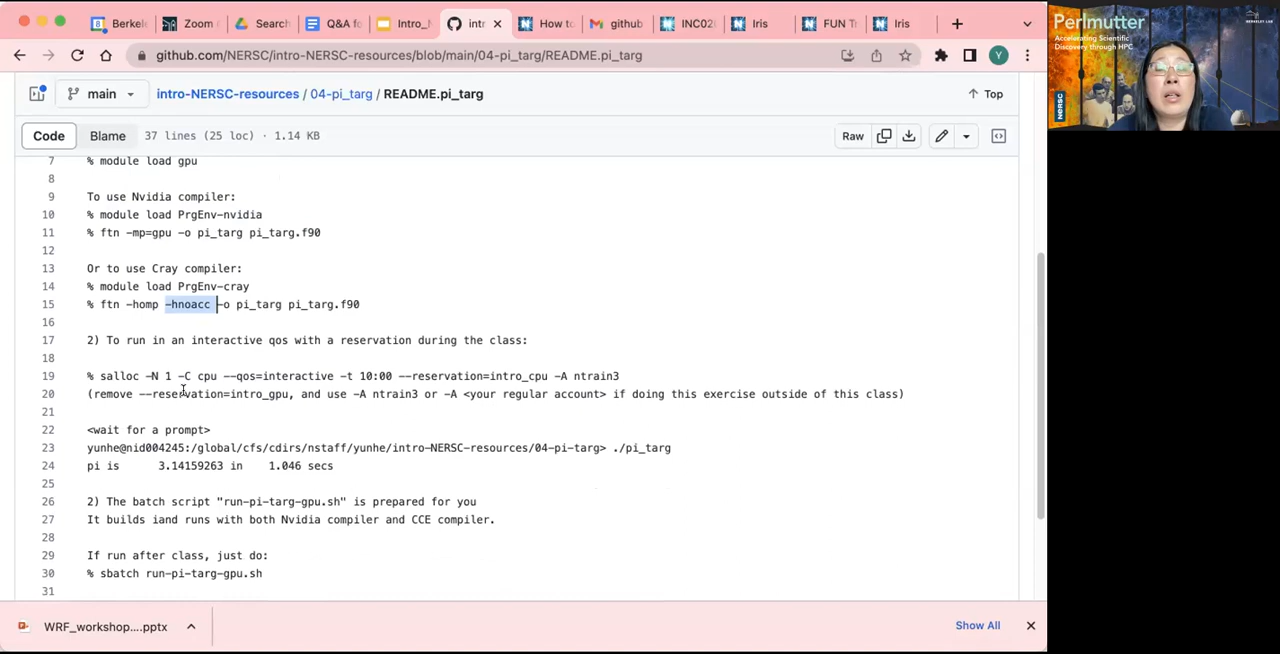 Berkele
Zoom
Search
Q&A fo
Intro_N
intr
How to
github
INC02
Iris
FUN Tr
Iris
github.com/NERSC/intro-NERSC-resources/blob/main/04-pi_targ/README.pi_targ
Y
main
intro-NERSC-resources / 04-pi_targ / README.pi_targ
Top
Code Blame 37 lines (25 loc) · 1.14 KB
Raw
7 % module load gpu
8
9 To use Nvidia compiler:
10 % module load PrgEnv-nvidia
11 % ftn -mp=gpu -o pi_targ pi_targ.f90
12
13 Or to use Cray compiler:
14 % module load PrgEnv-cray
15 % ftn -homp -hnoacc -o pi_targ pi_targ.f90
16
17 2) To run in an interactive qos with a reservation during the class:
18
19 % salloc -N 1 -C cpu --qos=interactive -t 10:00 --reservation=intro_cpu -A ntrain3
20 (remove --reservation=intro_gpu, and use -A ntrain3 or -A <your regular account> if doing this exercise outside of this class)
21
22 <wait for a prompt>
23 yunhe@nid004245:/global/cfs/cdirs/nstaff/yunhe/intro-NERSC-resources/04-pi-targ> ./pi_targ
24 pi is 3.14159263 in 1.046 secs
25
26 2) The batch script "run-pi-targ-gpu.sh" is prepared for you
27 It builds iand runs with both Nvidia compiler and CCE compiler.
28
29 If run after class, just do:
30 % sbatch run-pi-targ-gpu.sh
31
WRF_workshop....pptx
Show All
Perlmutter
Accelerating Scientific
Discovery through HPC
NERSC